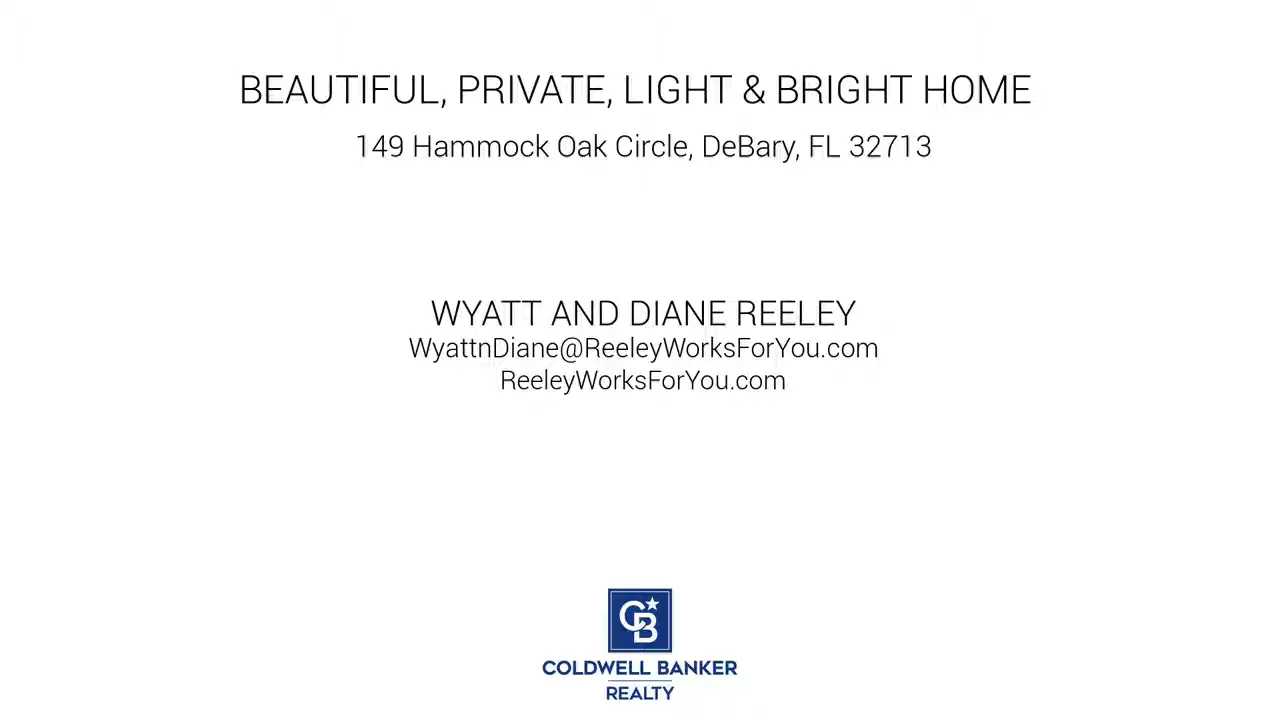 BEAUTIFUL, PRIVATE, LIGHT & BRIGHT HOME
149 Hammock Oak Circle, DeBary, FL 32713
WYATT AND DIANE REELEY
WyattnDiane@ReeleyWorksForYou.com
ReeleyWorksForYou.com
CB
COLDWELL BANKER
REALTY